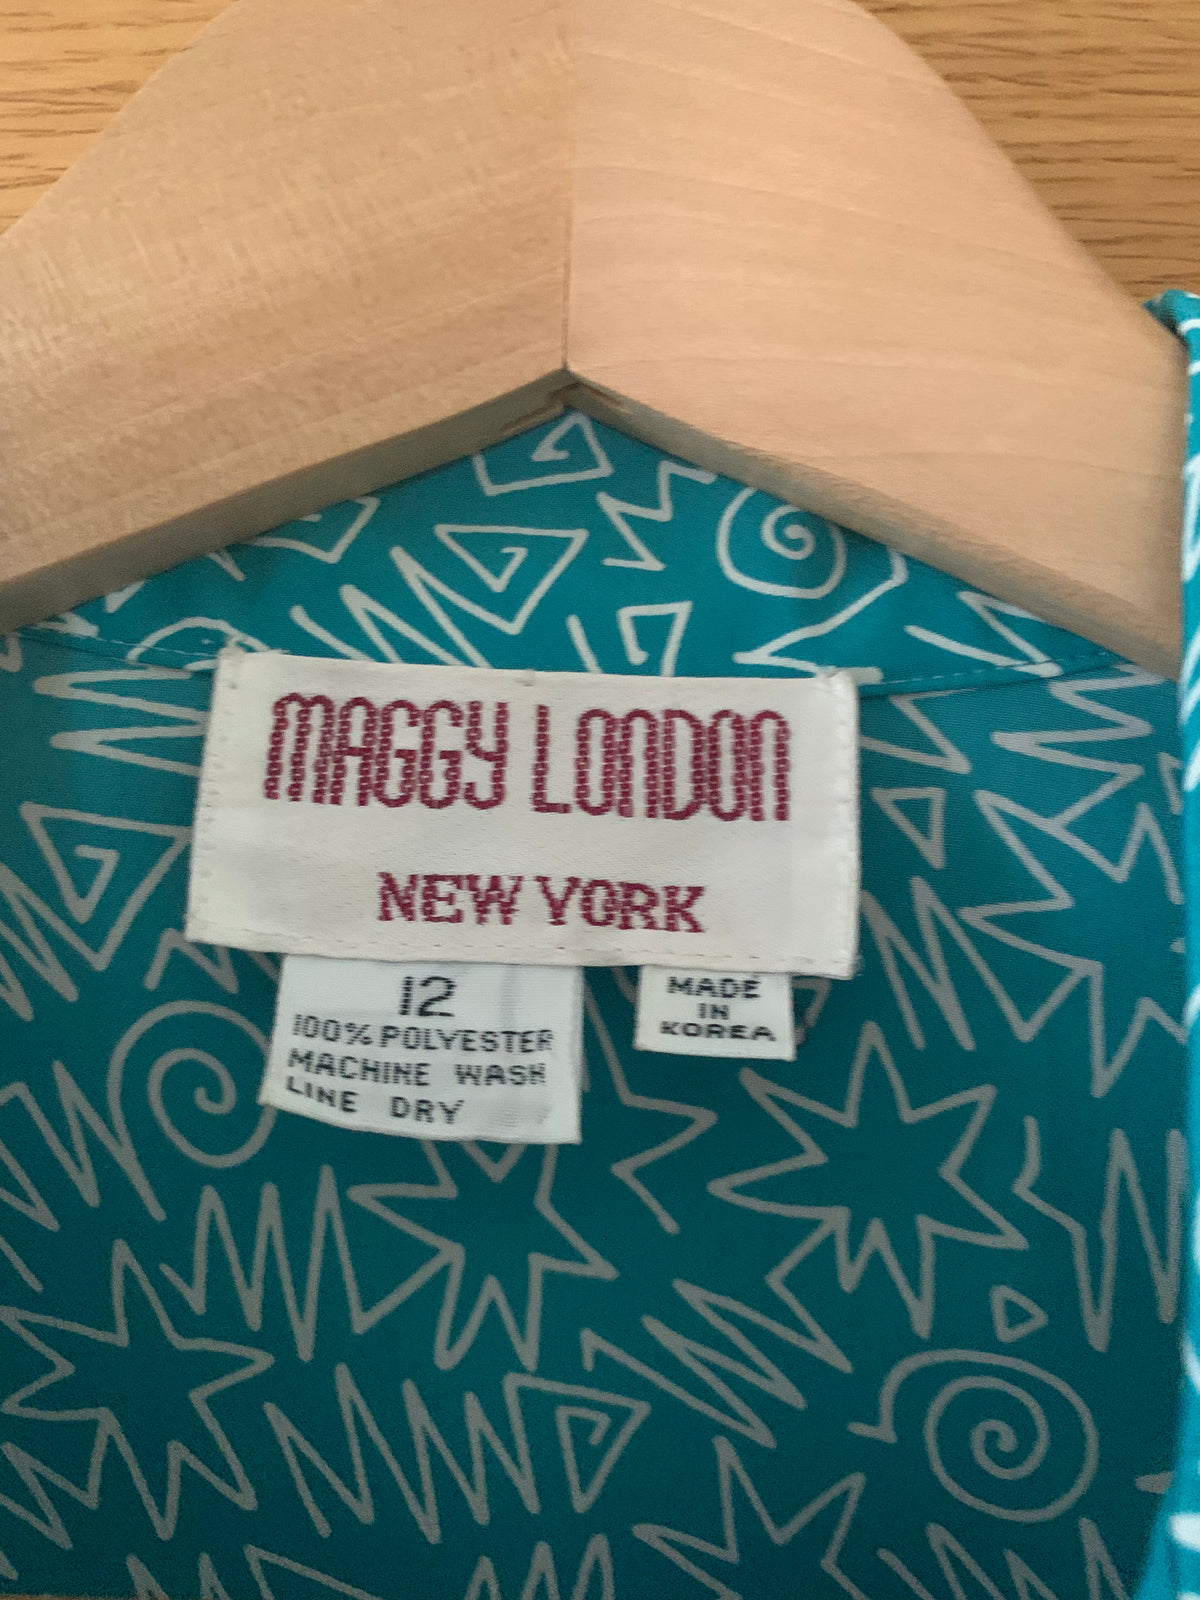 MAGGY LONDON
NEW YORK
12
100% POLYESTER
MACHINE WASH
LINE DRY
MADE
IN
KOREA